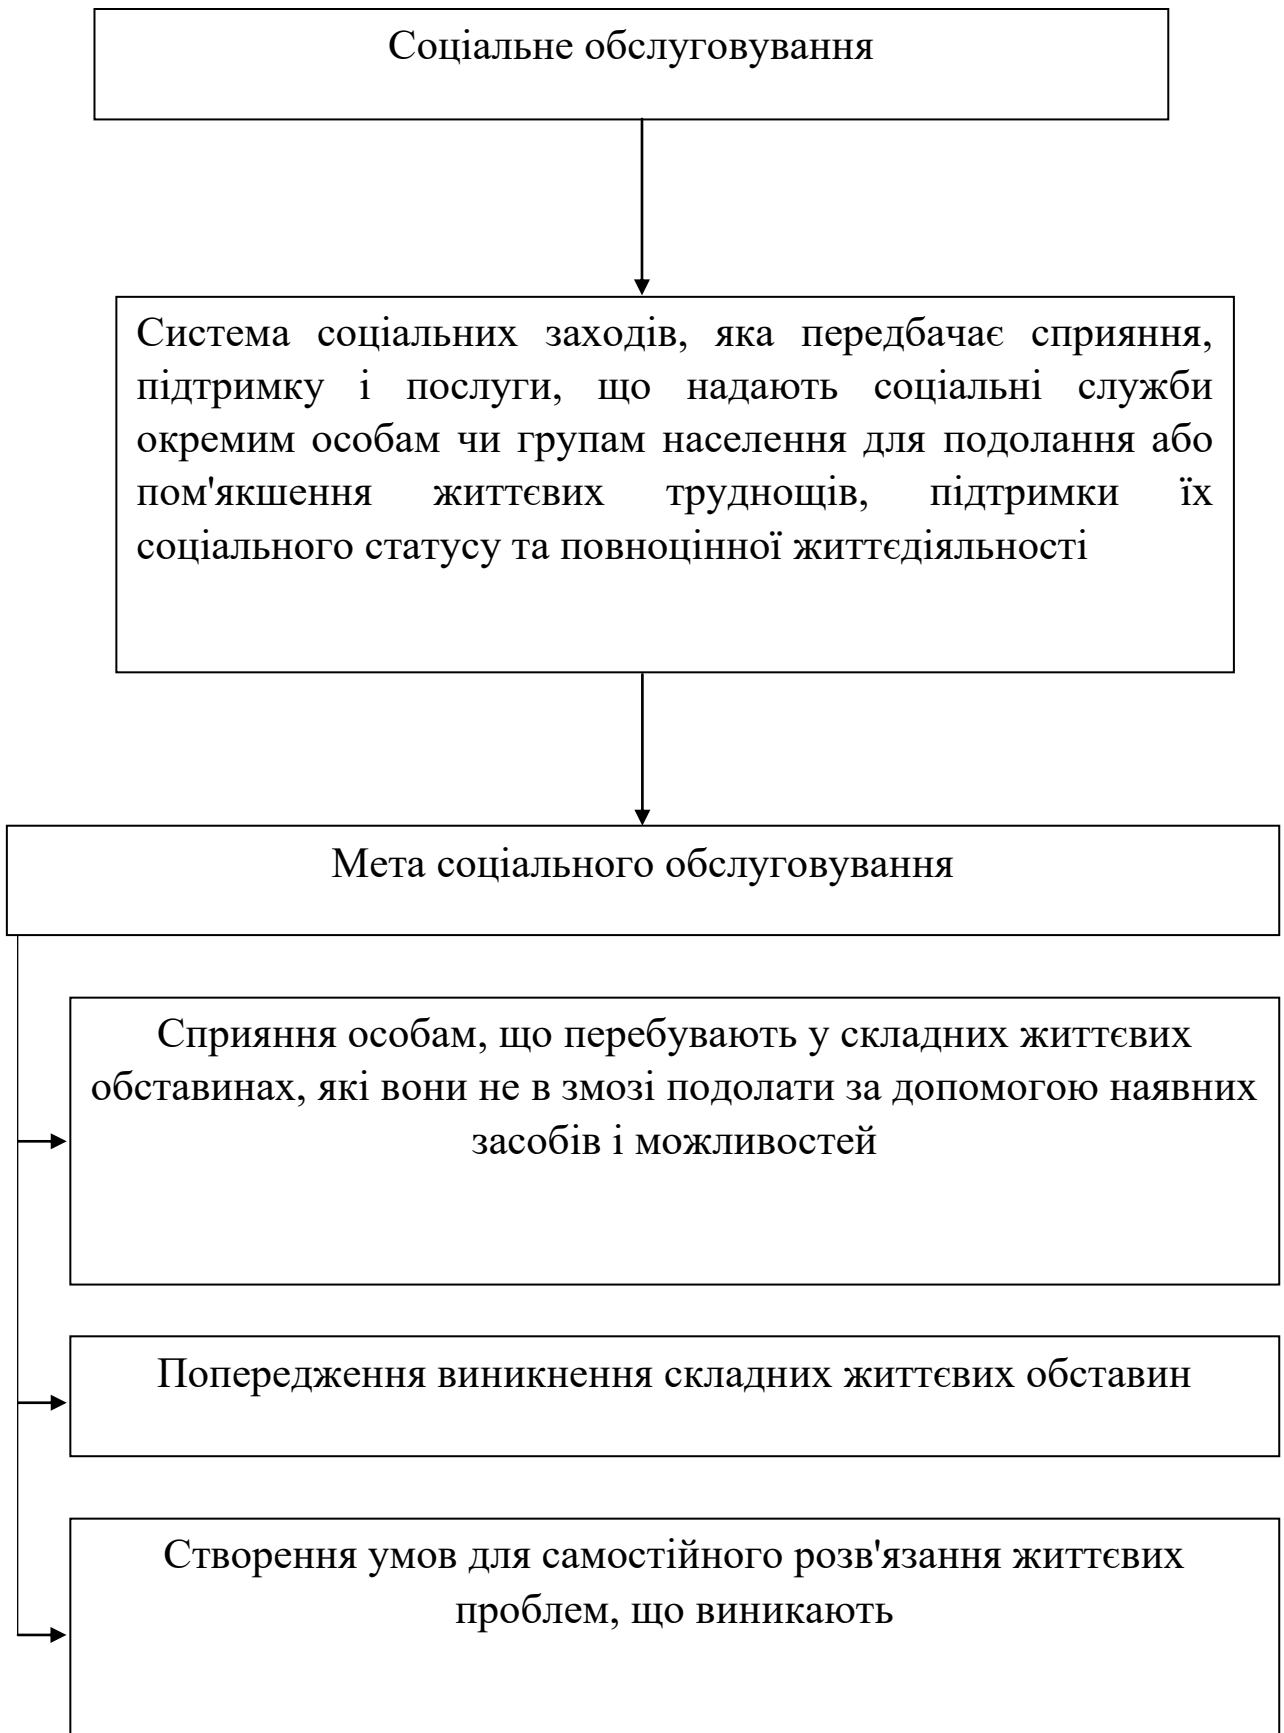 Соціальне обслуговування
Система соціальних заходів, яка передбачає сприяння,
підтримку і послуги, що надають соціальні служби
окремим особам чи групам населення для подолання або
пом'якшення життєвих труднощів, підтримки їх
соціального статусу та повноцінної життєдіяльності
Мета соціального обслуговування
Сприяння особам, що перебувають у складних життєвих
обставинах, які вони не в змозі подолати за допомогою наявних
засобів і можливостей
Попередження виникнення складних життєвих обставин
Створення умов для самостійного розв'язання життєвих
проблем, що виникають